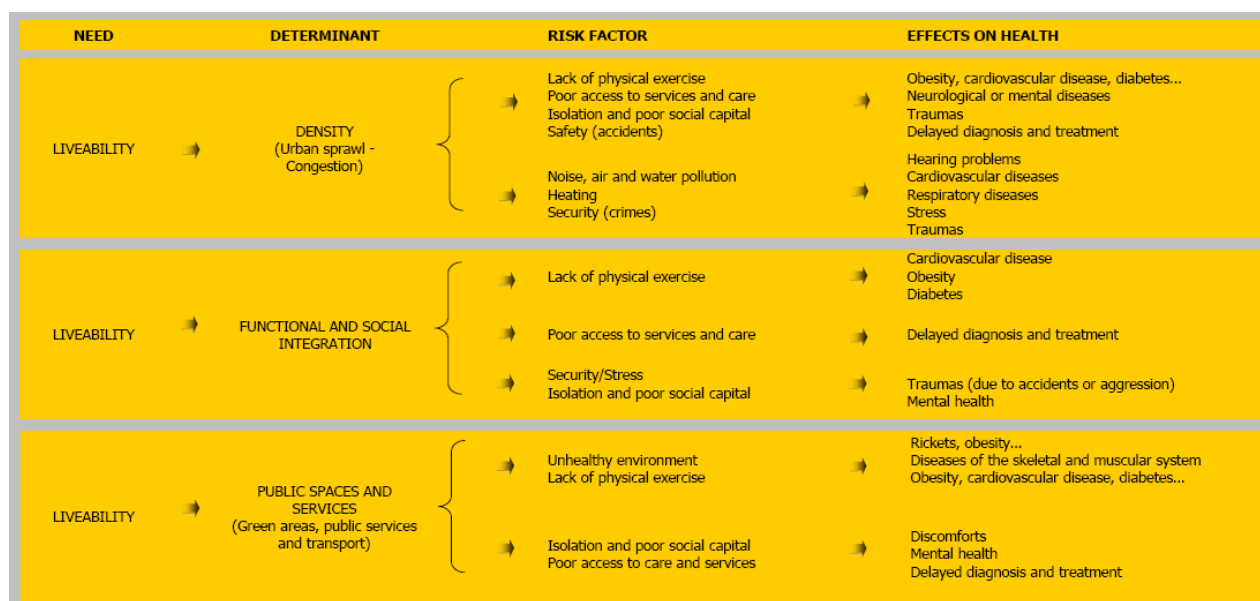 NEED DETERMINANT RISK FACTOR EFFECTS ON HEALTH
LIVEABILITY
DENSITY
(Urban sprawl -
Congestion)
Lack of physical exercise
Poor access to services and care
Isolation and poor social capital
Safety (accidents)
Obesity, cardiovascular disease, diabetes...
Neurological or mental diseases
Traumas
Delayed diagnosis and treatment
Noise, air and water pollution
Heating
Security (crimes)
Hearing problems
Cardiovascular diseases
Respiratory diseases
Stress
Traumas
LIVEABILITY
FUNCTIONAL AND SOCIAL
INTEGRATION
Lack of physical exercise
Cardiovascular disease
Obesity
Diabetes
Poor access to services and care
Delayed diagnosis and treatment
Security/Stress
Isolation and poor social capital
Traumas (due to accidents or aggression)
Mental health
LIVEABILITY
PUBLIC SPACES AND
SERVICES
(Green areas, public services
and transport)
Unhealthy environment
Lack of physical exercise
Rickets, obesity...
Diseases of the skeletal and muscular system
Obesity, cardiovascular disease, diabetes...
Isolation and poor social capital
Poor access to care and services
Discomforts
Mental health
Delayed diagnosis and treatment